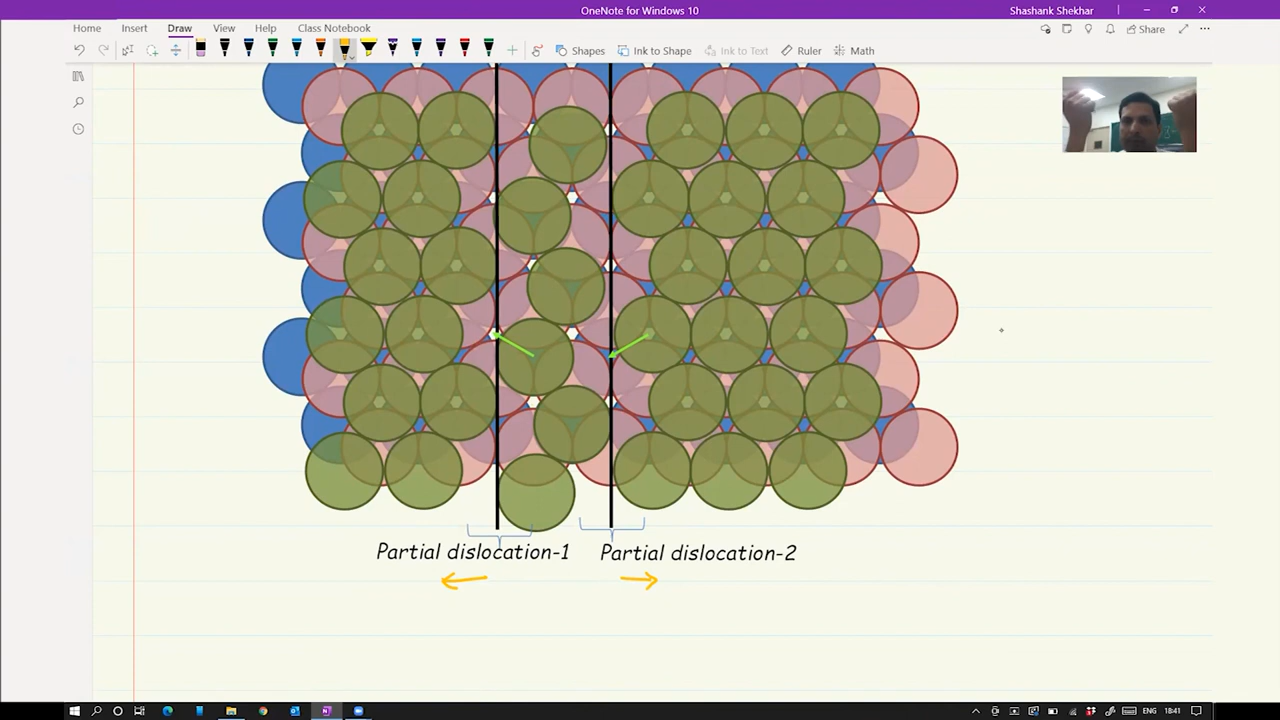 OneNote for Windows 10
Shashank Shekhar
Home Insert Draw View Help Class Notebook
Share
Shapes Ink to Shape Ink to Text Ruler Math
Partial dislocation-1 Partial dislocation-2
ENG 18:41